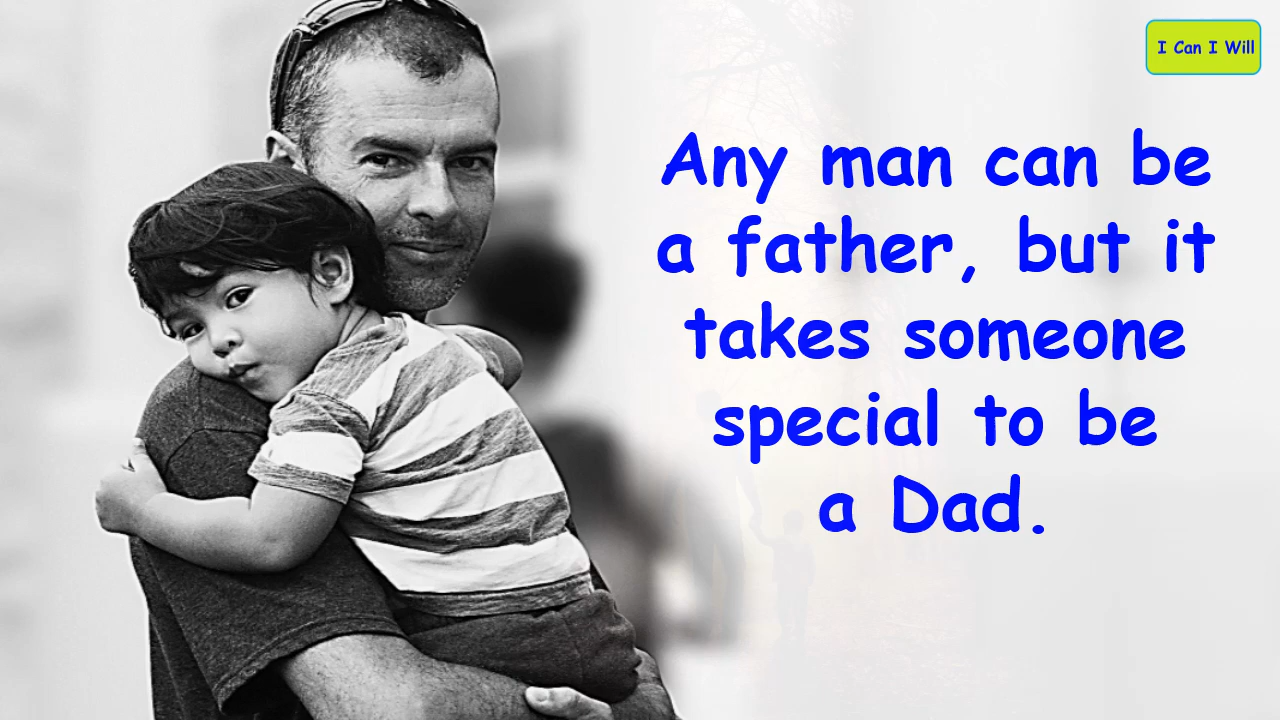 I Can I Will
Any man can be
a father, but it
takes someone
special to be
a Dad.